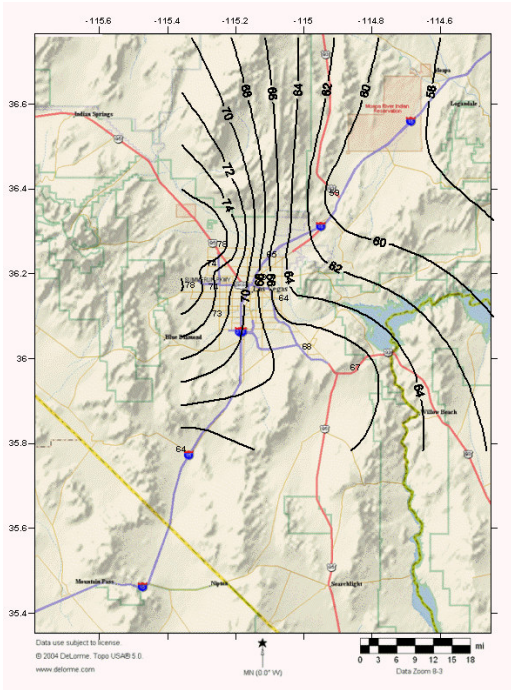 -115.6 -115.4 -115.2 -115 -114.8 -114.6
36.6
36.4
36.2
36
35.8
35.6
35.4
68
66
64
62
60
58
70
72
74
Moapa
Moapa River Indian
Reservation
Logandale
Indian Springs
95
93
59
60
78
74
65
62
64
78
74
68
66
70
64
73
Blue Diamond
68
67
64
Willow Beach
64
Mountain Pass
Nipton
Searchlight
Data use subject to license.
© 2004 DeLorme. Topo USA® 5.0.
www.delorme.com
MN (0.0° W)
mi
0 3 6 9 12 15 18
Data Zoom 8-3